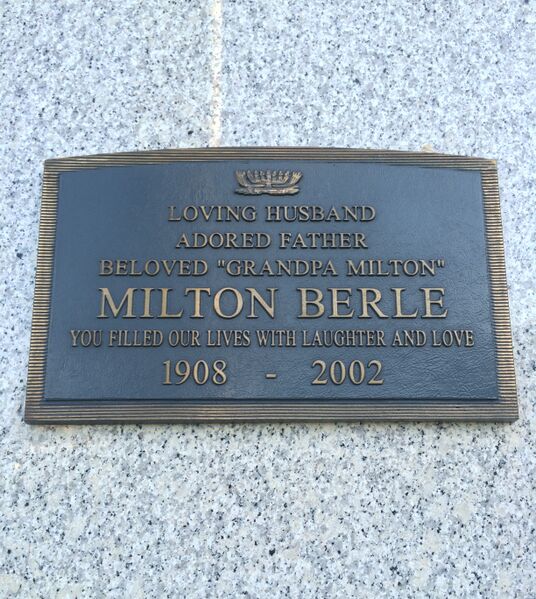 LOVING HUSBAND
ADORED FATHER
BELOVED "GRANDPA MILTON"
MILTON BERLE
YOU FILLED OUR LIVES WITH LAUGHTER AND LOVE
1908 - 2002